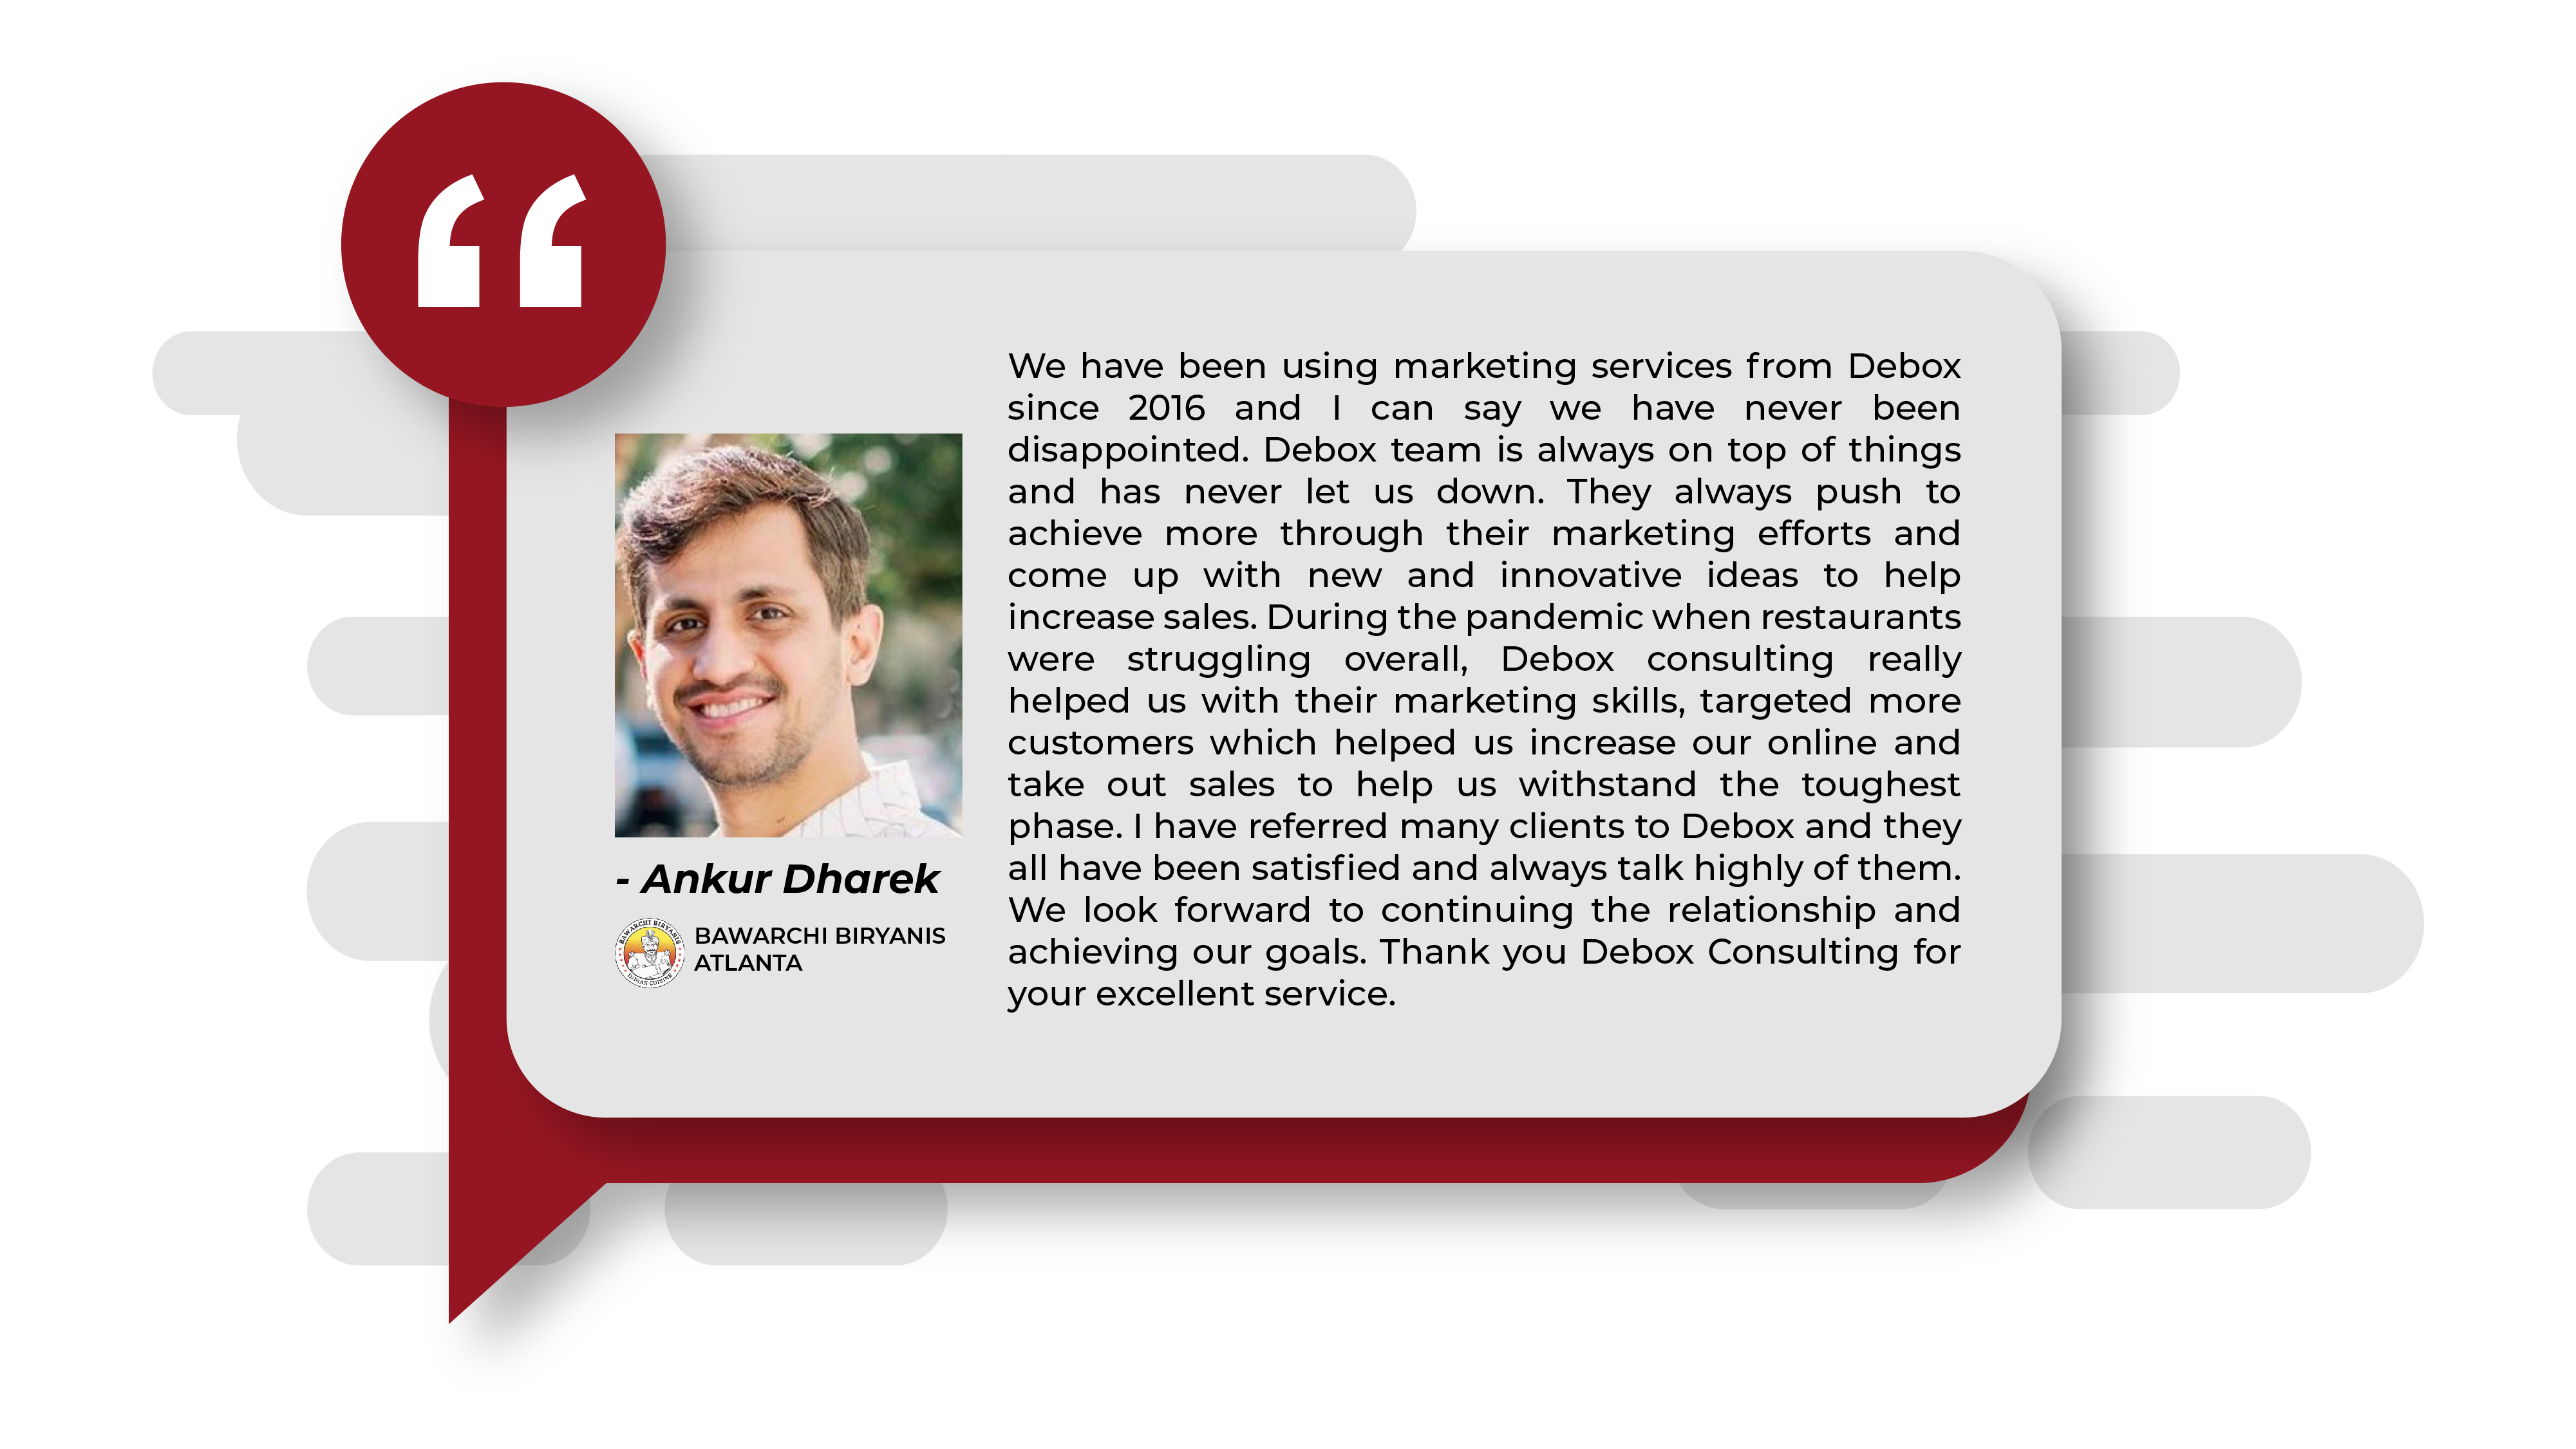 We have been using marketing services from Debox
since 2016 and I can say we have never been
disappointed. Debox team is always on top of things
and has never let us down. They always push to
achieve more through their marketing efforts and
come up with new and innovative ideas to help
increase sales. During the pandemic when restaurants
were struggling overall, Debox consulting really
helped us with their marketing skills, targeted more
customers which helped us increase our online and
take out sales to help us withstand the toughest
phase. I have referred many clients to Debox and they
all have been satisfied and always talk highly of them.
We look forward to continuing the relationship and
achieving our goals. Thank you Debox Consulting for
your excellent service.
- Ankur Dharek
BAWARCHI BIRYANIS
INDIAN CUISINE
BAWARCHI BIRYANIS
ATLANTA